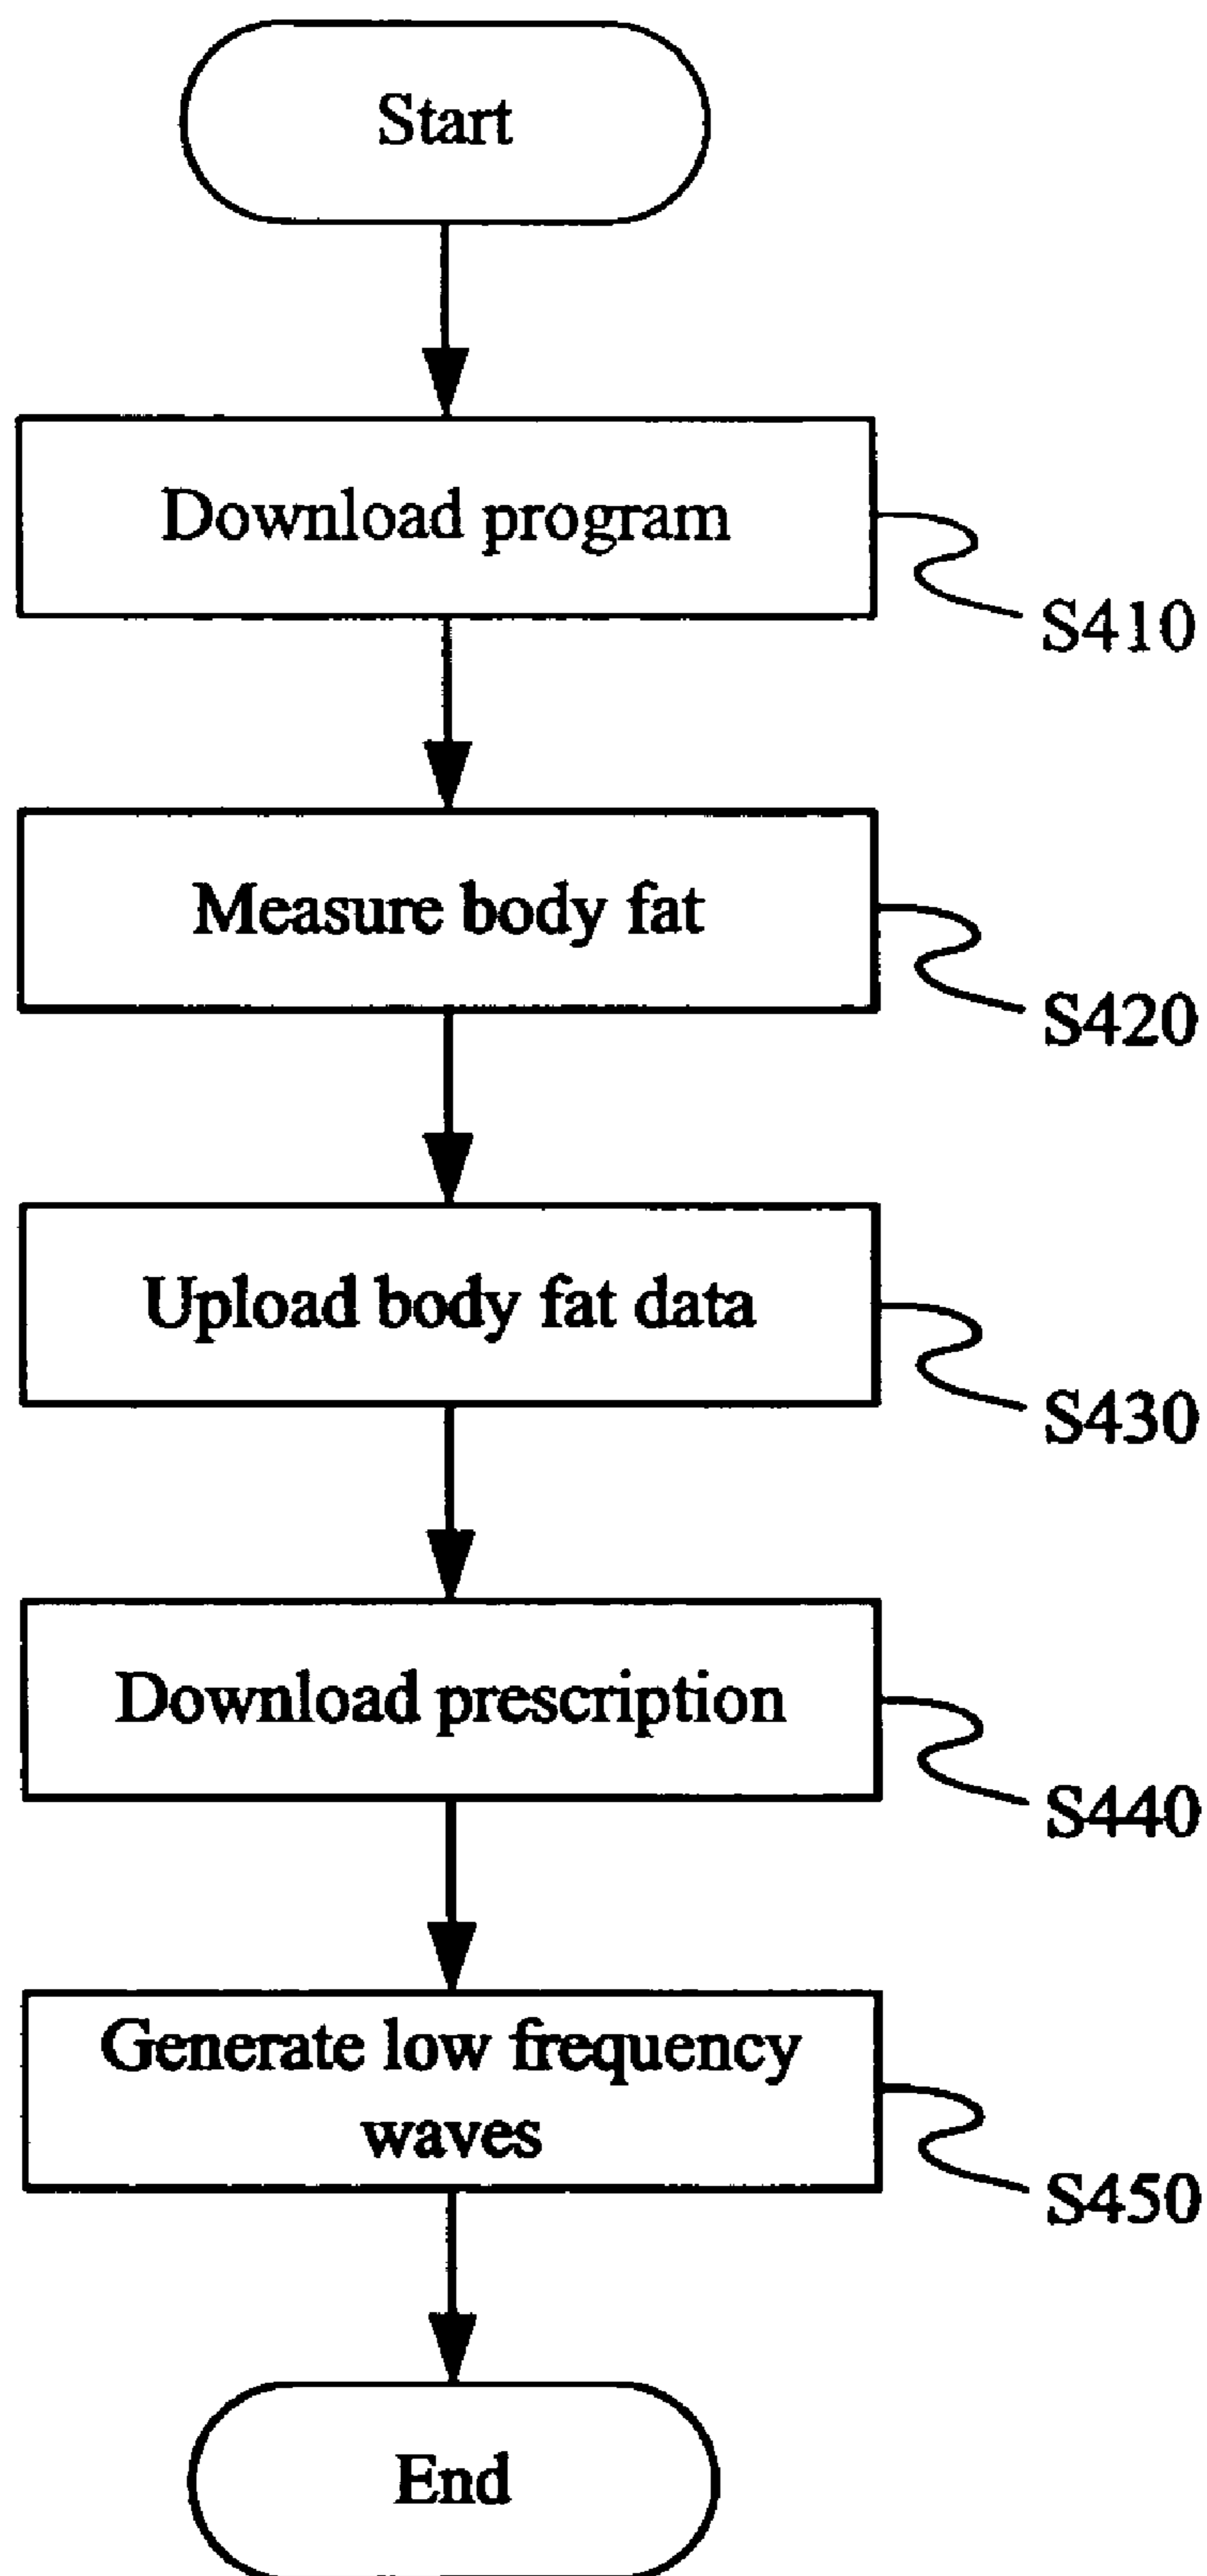 Start
Download program
S410
Measure body fat
S420
Upload body fat data
S430
Download prescription
S440
Generate low frequency
waves
S450
End